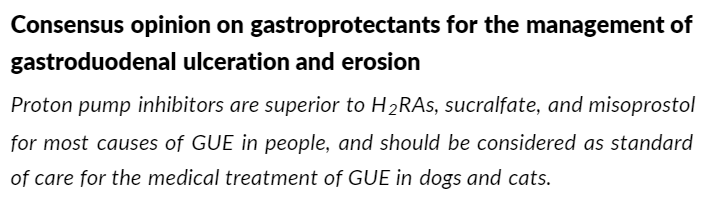 Consensus opinion on gastroprotectants for the management of
gastroduodenal ulceration and erosion
Proton pump inhibitors are superior to H₂RAs, sucralfate, and misoprostol
for most causes of GUE in people, and should be considered as standard
of care for the medical treatment of GUE in dogs and cats.